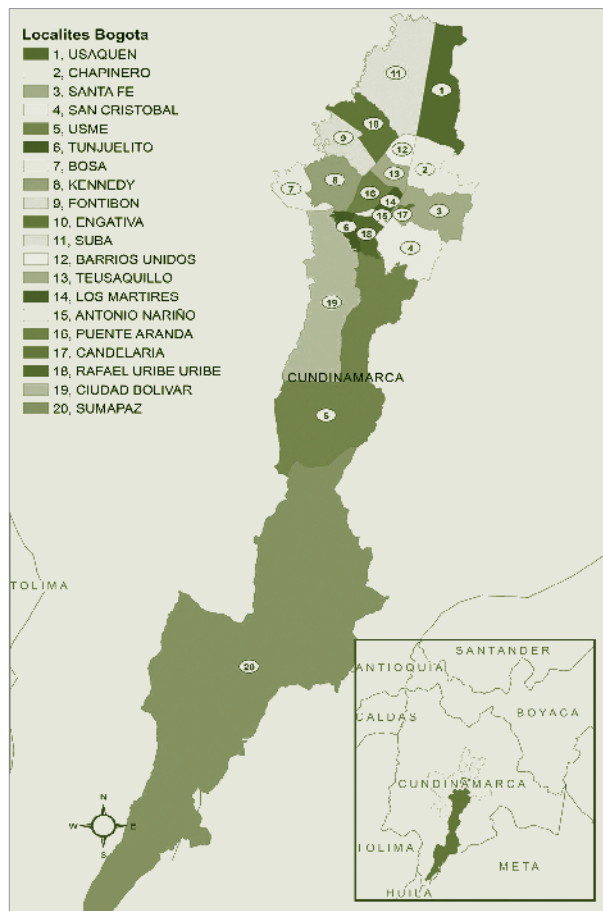 Localites Bogota
1, USAQUEN
2, CHAPINERO
3, SANTA FE
4, SAN CRISTOBAL
5, USME
6, TUNJUELITO
7, BOSA
8, KENNEDY
9, FONTIBON
10, ENGATIVA
11, SUBA
12, BARRIOS UNIDOS
13, TEUSAQUILLO
14, LOS MARTIRES
15, ANTONIO NARIÑO
16, PUENTE ARANDA
17, CANDELARIA
18, RAFAEL URIBE URIBE
19, CIUDAD BOLIVAR
20, SUMAPAZ
11
1
10
9
12
2
13
7
8
16
14
3
15
17
6
18
4
19
CUNDINAMARCA
5
TOLIMA
20
N
W E
S
SANTANDER
ANTIOQUIA
CALDAS
BOYACA
CUNDINAMARCA
TOLIMA
META
HUILA